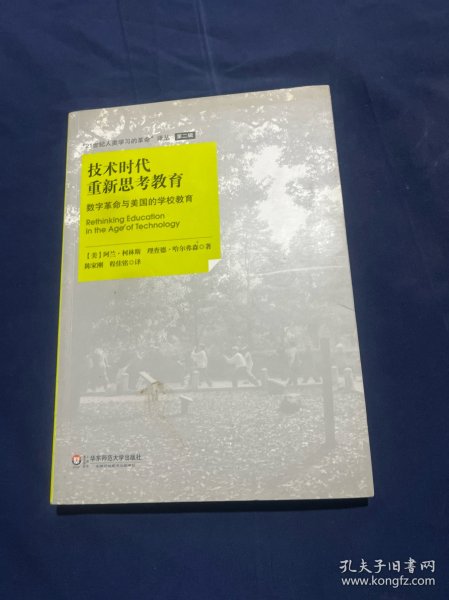 “21世纪人类学习的革命”译丛 第二辑
技术时代
重新思考教育
数字革命与美国的学校教育
Rethinking Education
in the Age of Technology
［美］阿兰·柯林斯 理查德·哈尔弗森◇著
陈家刚 程佳铭◇译
华东师范大学出版社
孔夫子旧书网
www.kongfz.com